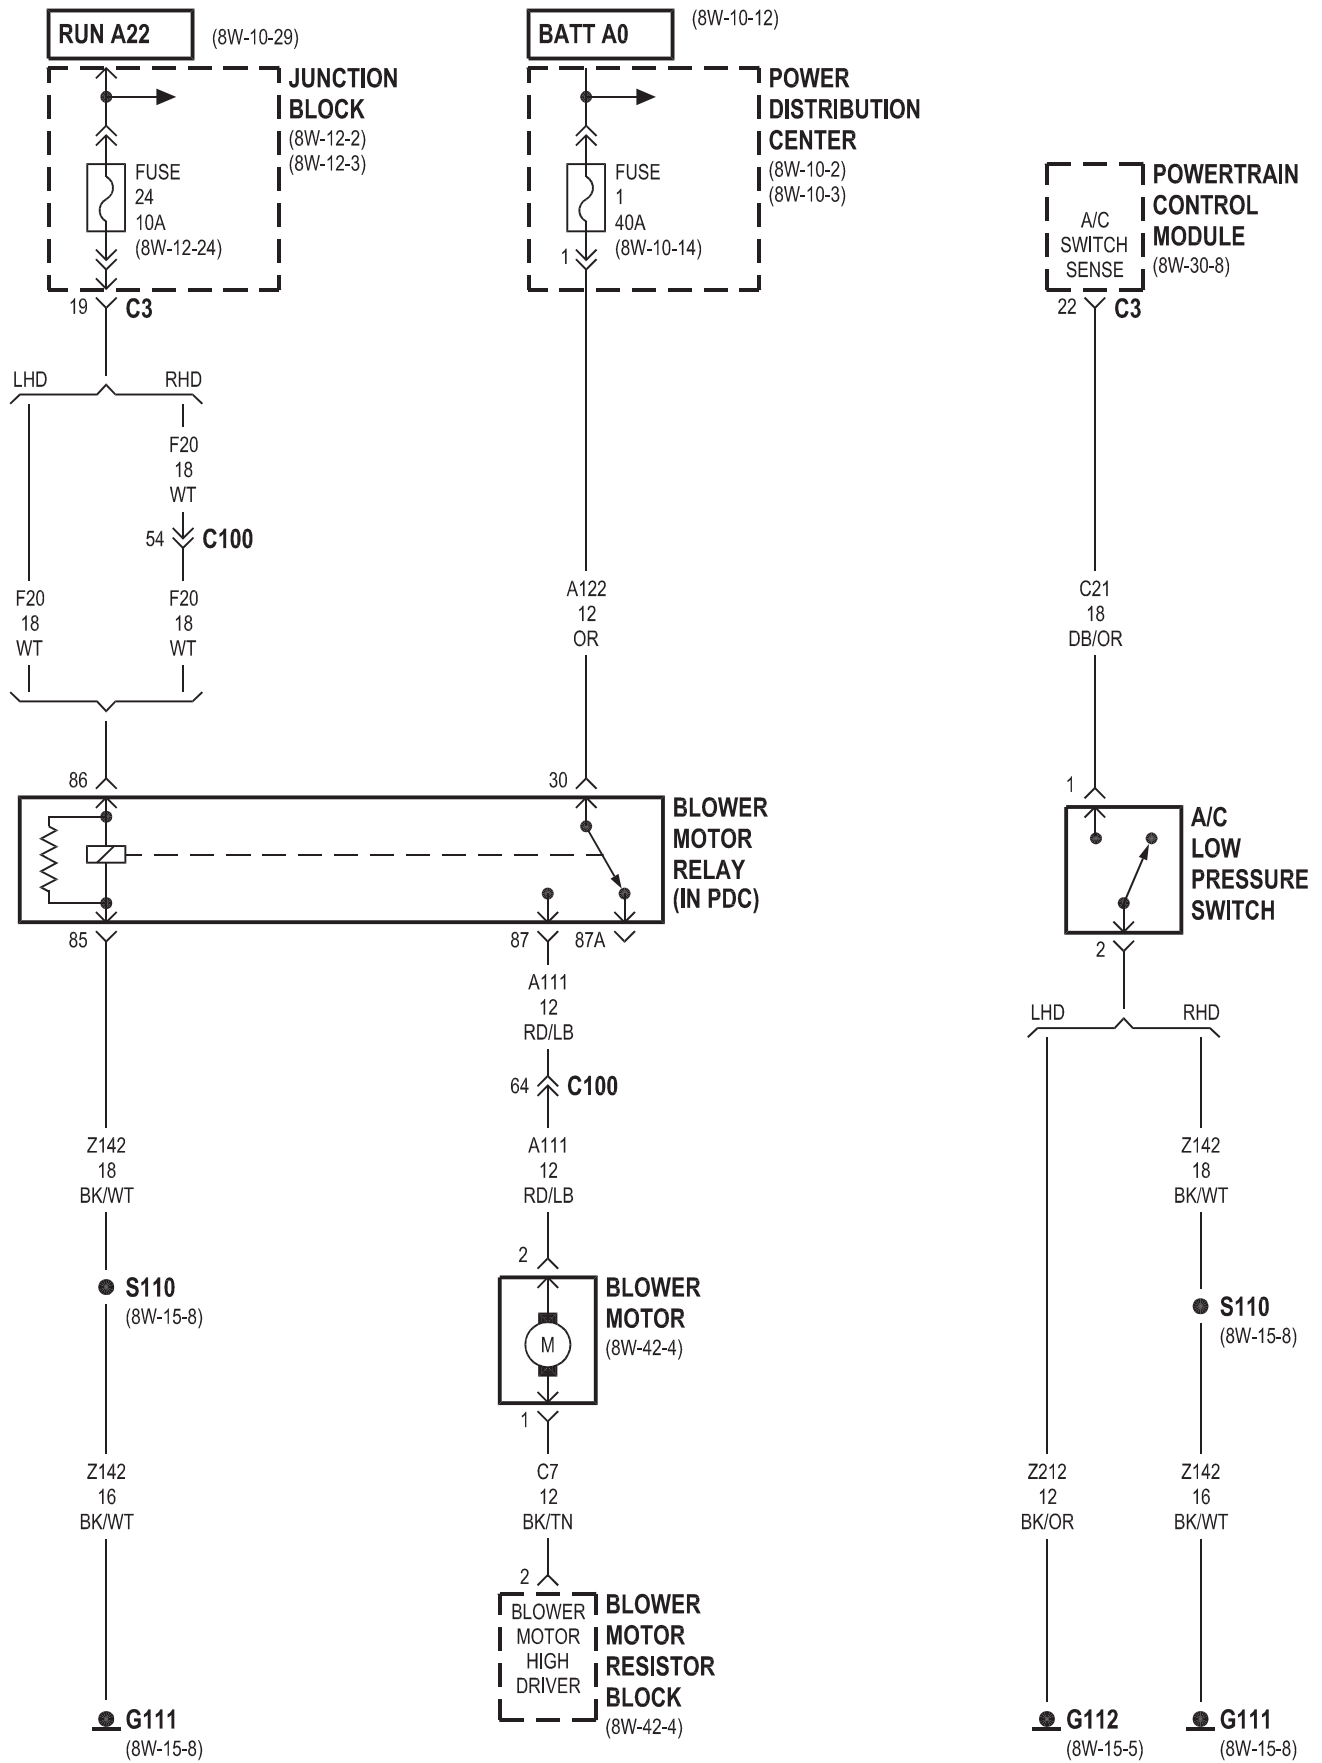 RUN A22
(8W-10-29)
JUNCTION
BLOCK
(8W-12-2)
(8W-12-3)
FUSE
24
10A
(8W-12-24)
19
C3
LHD
RHD
F20
18
WT
54
C100
F20
18
WT
F20
18
WT
BATT A0
(8W-10-12)
POWER
DISTRIBUTION
CENTER
(8W-10-2)
(8W-10-3)
FUSE
1
40A
(8W-10-14)
1
A122
12
OR
A/C
SWITCH
SENSE
POWERTRAIN
CONTROL
MODULE
(8W-30-8)
22
C3
C21
18
DB/OR
86
30
BLOWER
MOTOR
RELAY
(IN PDC)
85
87
87A
1
A/C
LOW
PRESSURE
SWITCH
2
LHD
RHD
Z142
18
BK/WT
S110
(8W-15-8)
Z142
16
BK/WT
G111
(8W-15-8)
A111
12
RD/LB
64
C100
A111
12
RD/LB
2
BLOWER
MOTOR
(8W-42-4)
M
1
C7
12
BK/TN
2
BLOWER
MOTOR
HIGH
DRIVER
BLOWER
MOTOR
RESISTOR
BLOCK
(8W-42-4)
Z212
12
BK/OR
G112
(8W-15-5)
Z142
18
BK/WT
S110
(8W-15-8)
Z142
16
BK/WT
G111
(8W-15-8)